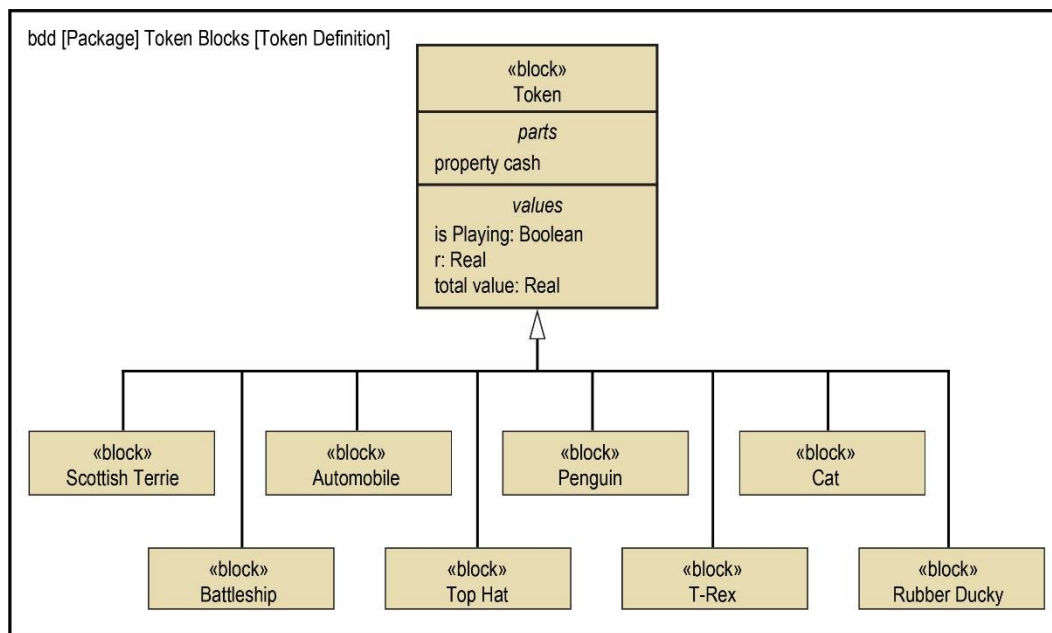 bdd [Package] Token Blocks [Token Definition]
«block»
Token
parts
property cash
values
is Playing: Boolean
r: Real
total value: Real
«block»
Scottish Terrie
«block»
Automobile
«block»
Penguin
«block»
Cat
«block»
Battleship
«block»
Top Hat
«block»
T-Rex
«block»
Rubber Ducky